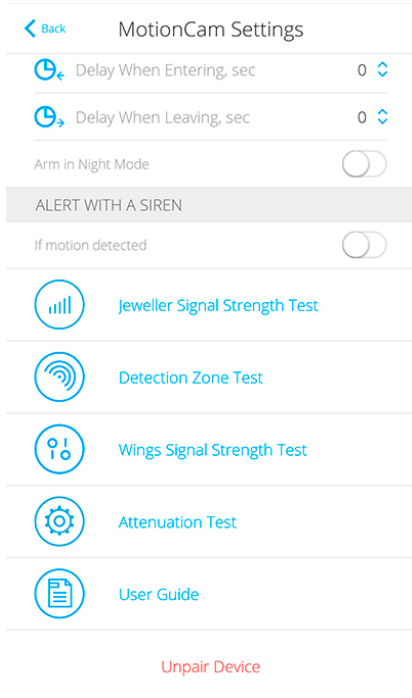 Back MotionCam Settings
Delay When Entering, sec 0
Delay When Leaving, sec 0
Arm in Night Mode
ALERT WITH A SIREN
If motion detected
Jeweller Signal Strength Test
Detection Zone Test
Wings Signal Strength Test
Attenuation Test
User Guide
Unpair Device